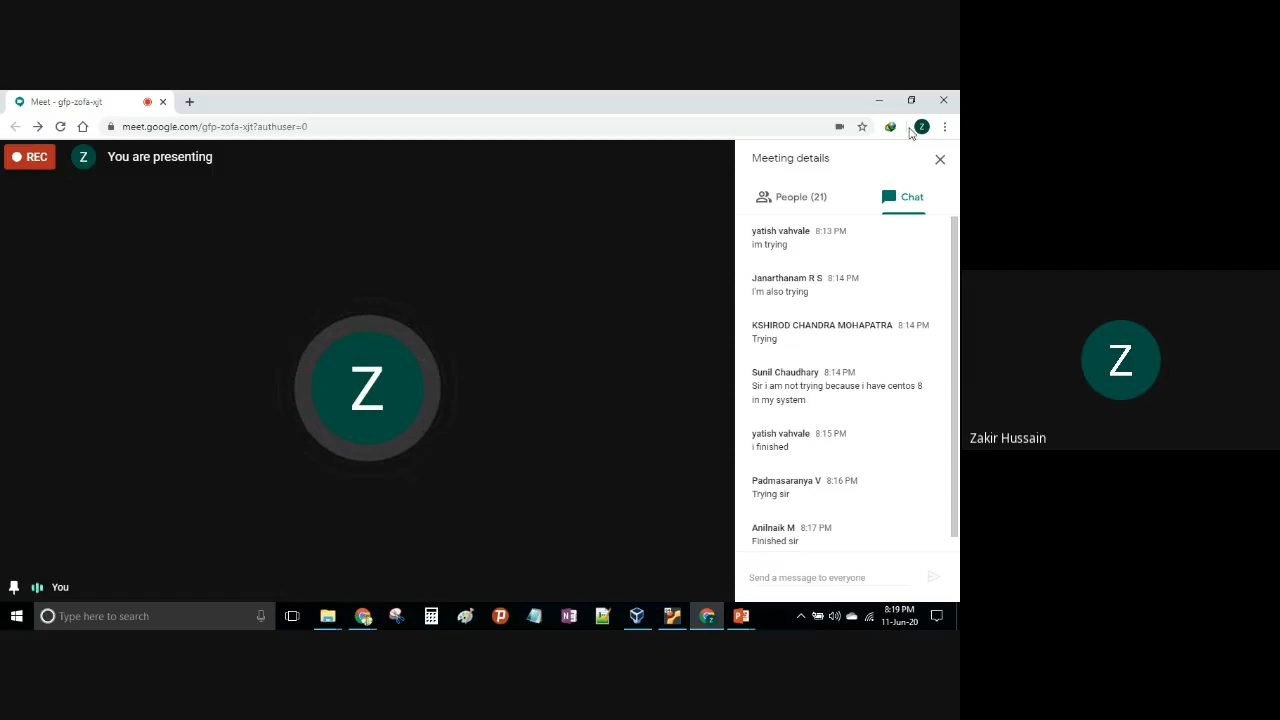 Meet - gfp-zofa-xjt
meet.google.com/gfp-zofa-xjt?authuser=0
Z
REC
Z
You are presenting
Z
You
Meeting details
People (21)
Chat
yatish vahvale 8:13 PM
im trying
Janarthanam R S 8:14 PM
I'm also trying
KSHIROD CHANDRA MOHAPATRA 8:14 PM
Trying
Sunil Chaudhary 8:14 PM
Sir i am not trying because i have centos 8
in my system
yatish vahvale 8:15 PM
i finished
Padmasaranya V 8:16 PM
Trying sir
Anilnaik M 8:17 PM
Finished sir
Send a message to everyone
Z
Zakir Hussain
Type here to search
8:19 PM
11-Jun-20